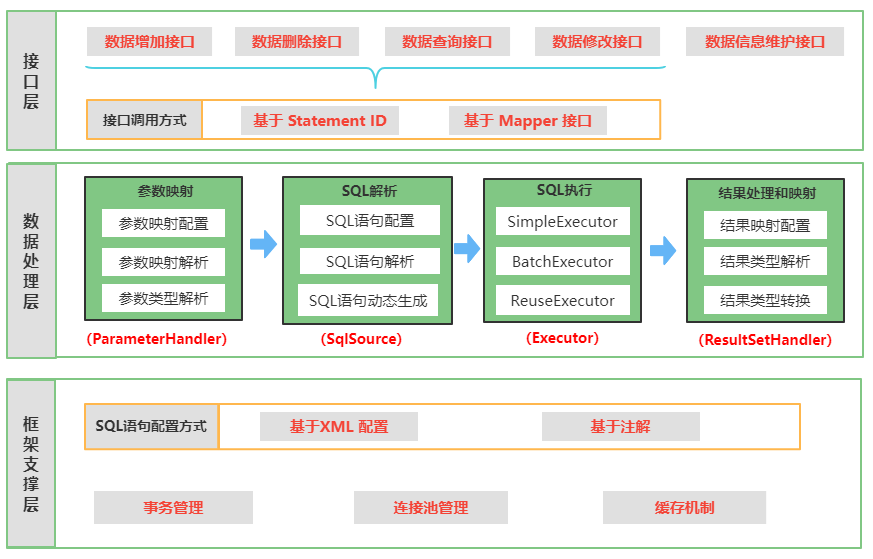 接口层
数据增加接口 数据删除接口 数据查询接口 数据修改接口 数据信息维护接口
接口调用方式 基于 Statement ID 基于 Mapper 接口
数据处理层
参数映射
参数映射配置
参数映射解析
参数类型解析
(ParameterHandler)
SQL解析
SQL语句配置
SQL语句解析
SQL语句动态生成
(SqlSource)
SQL执行
SimpleExecutor
BatchExecutor
ReuseExecutor
(Executor)
结果处理和映射
结果映射配置
结果类型解析
结果类型转换
(ResultSetHandler)
框架支撑层
SQL语句配置方式 基于XML 配置 基于注解
事务管理 连接池管理 缓存机制